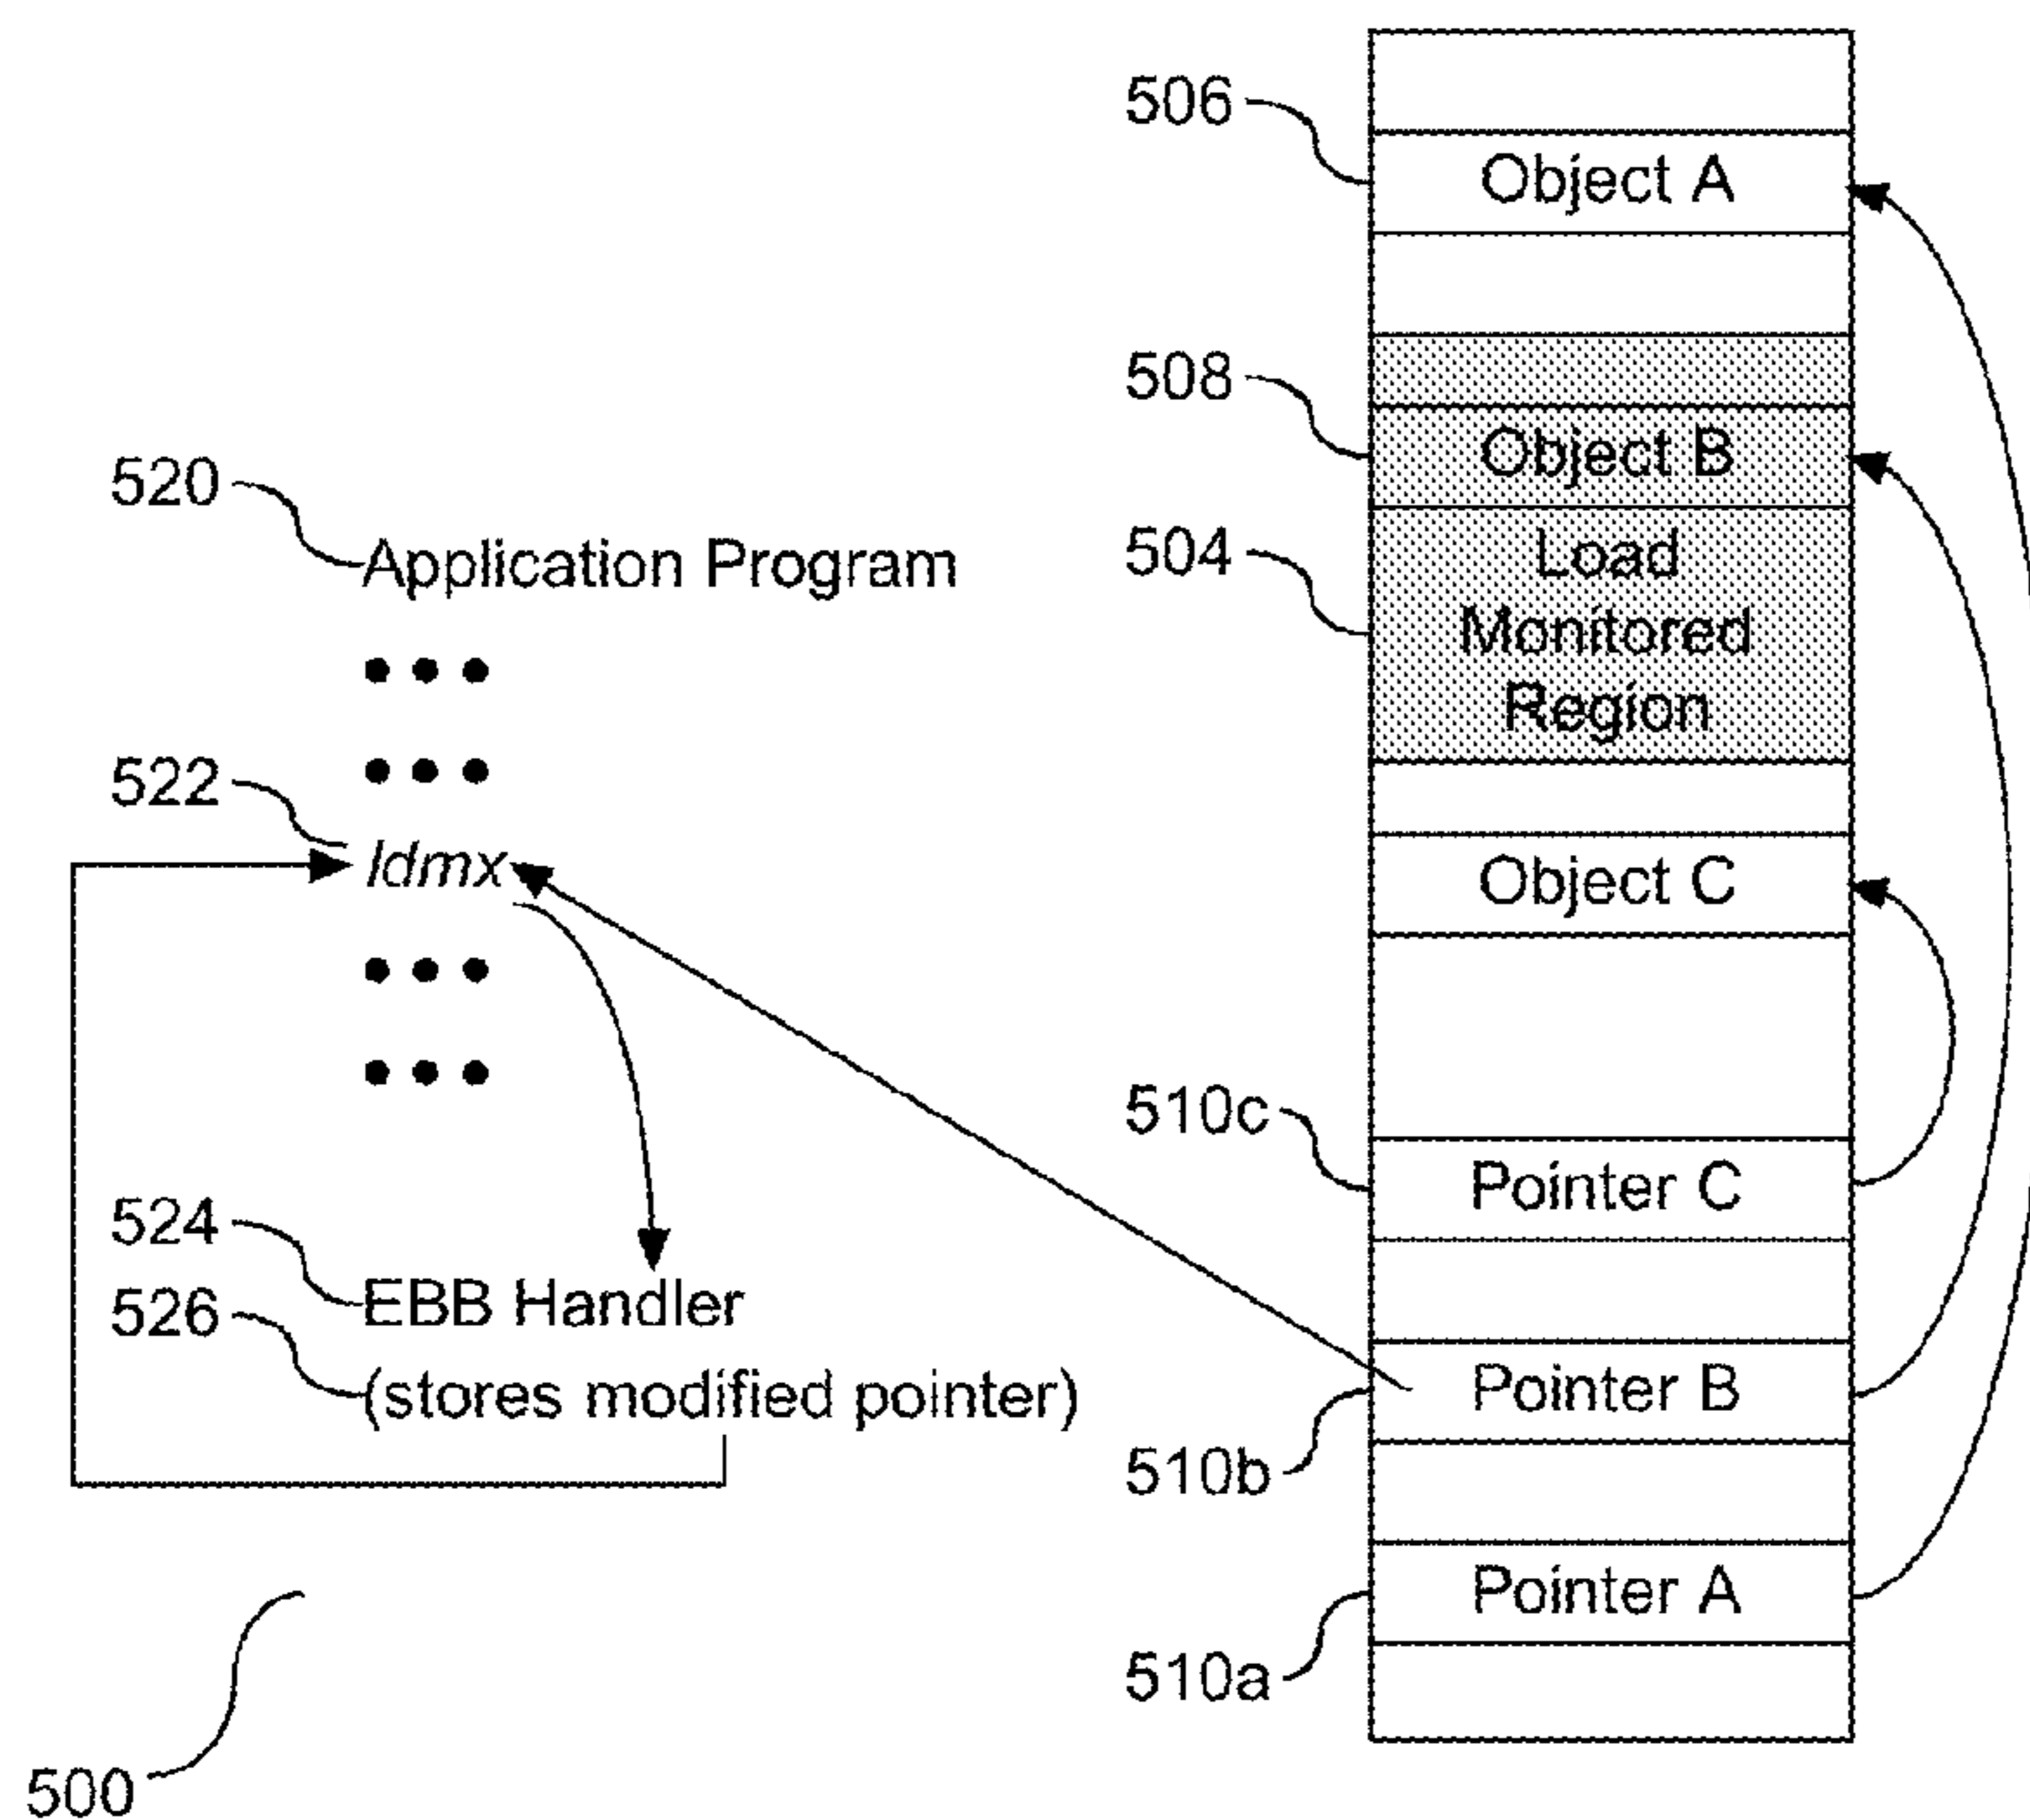 506
Object A
508
Object B
520
Application Program
504
Load
Monitored
Region
• • •
• • •
522
ldmx
Object C
• • •
• • •
510c
Pointer C
524
EBB Handler
526
(stores modified pointer)
Pointer B
510b
Pointer A
510a
500